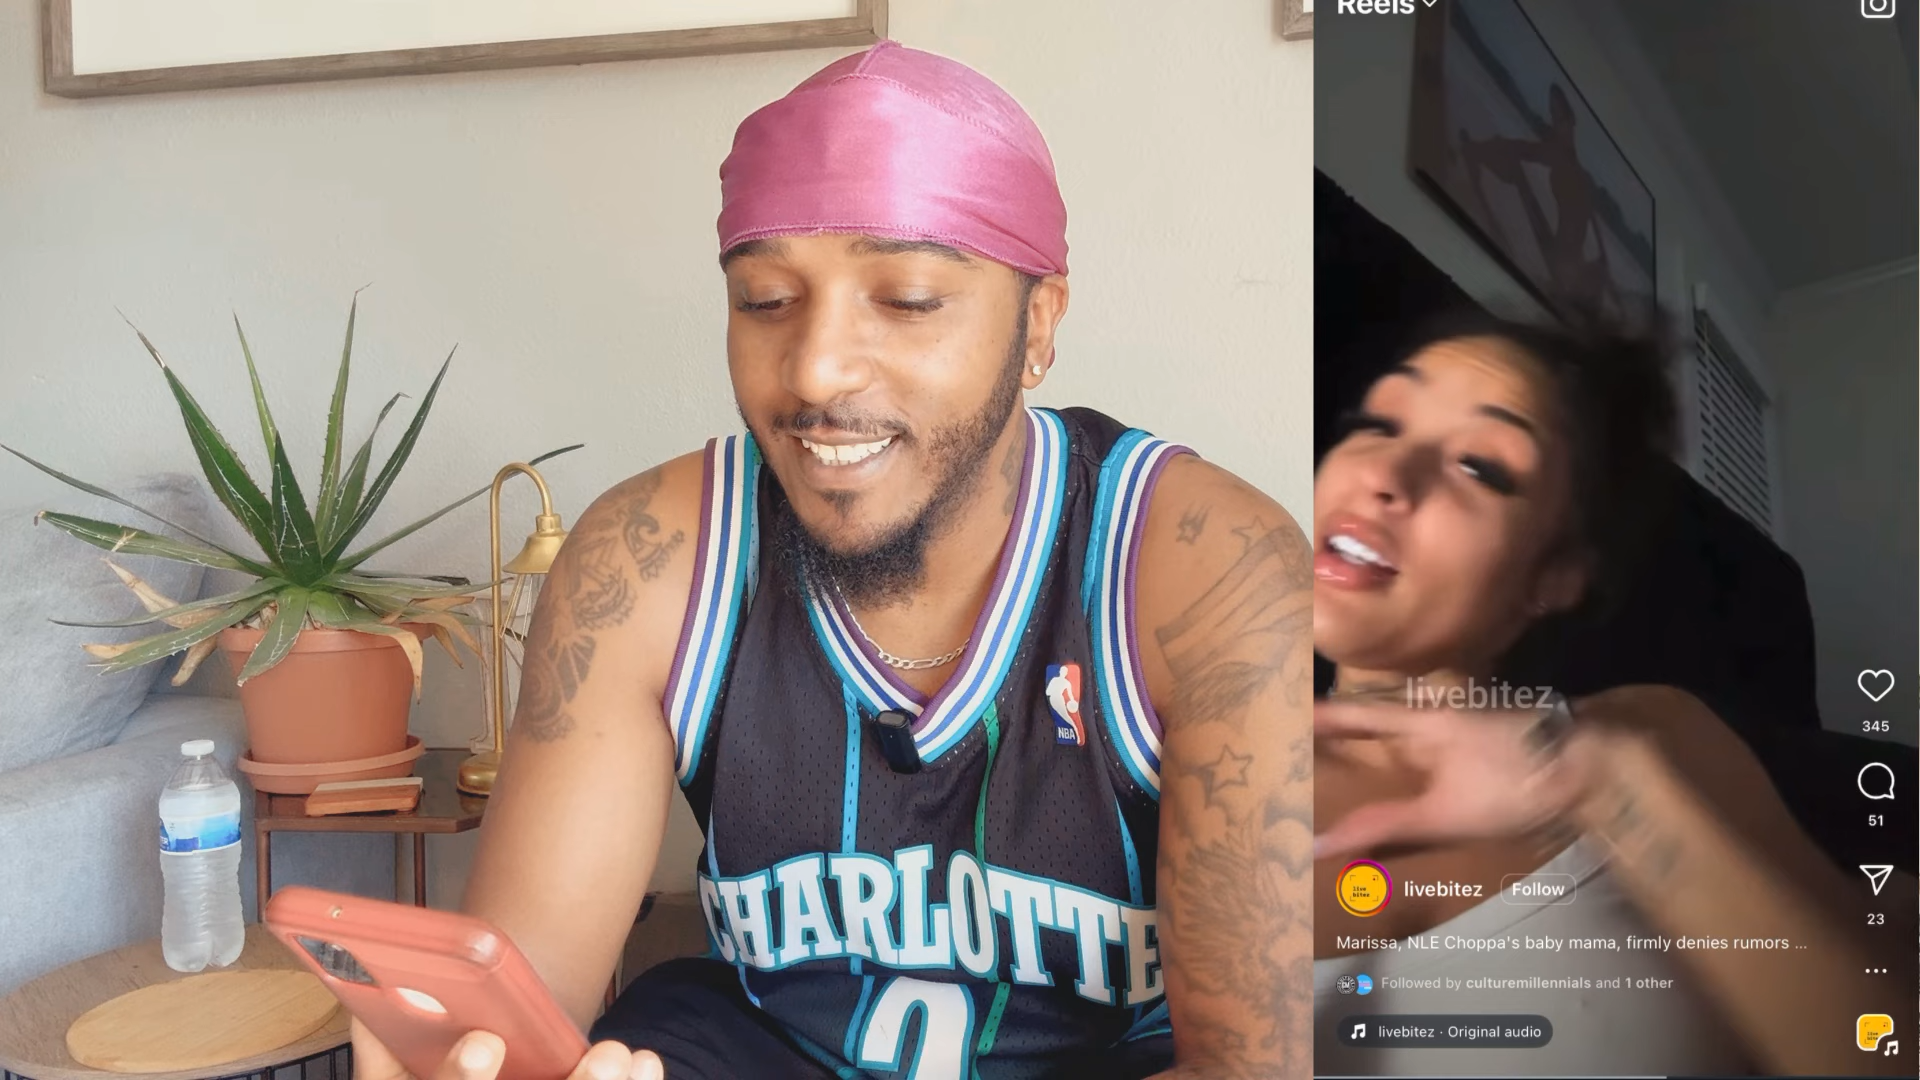 Reels
NBA
CHARLOTTE
2
livebitez
345
51
23
livebitez
Follow
Marissa, NLE Choppa's baby mama, firmly denies rumors ...
Followed by culturemillennials and 1 other
livebitez · Original audio